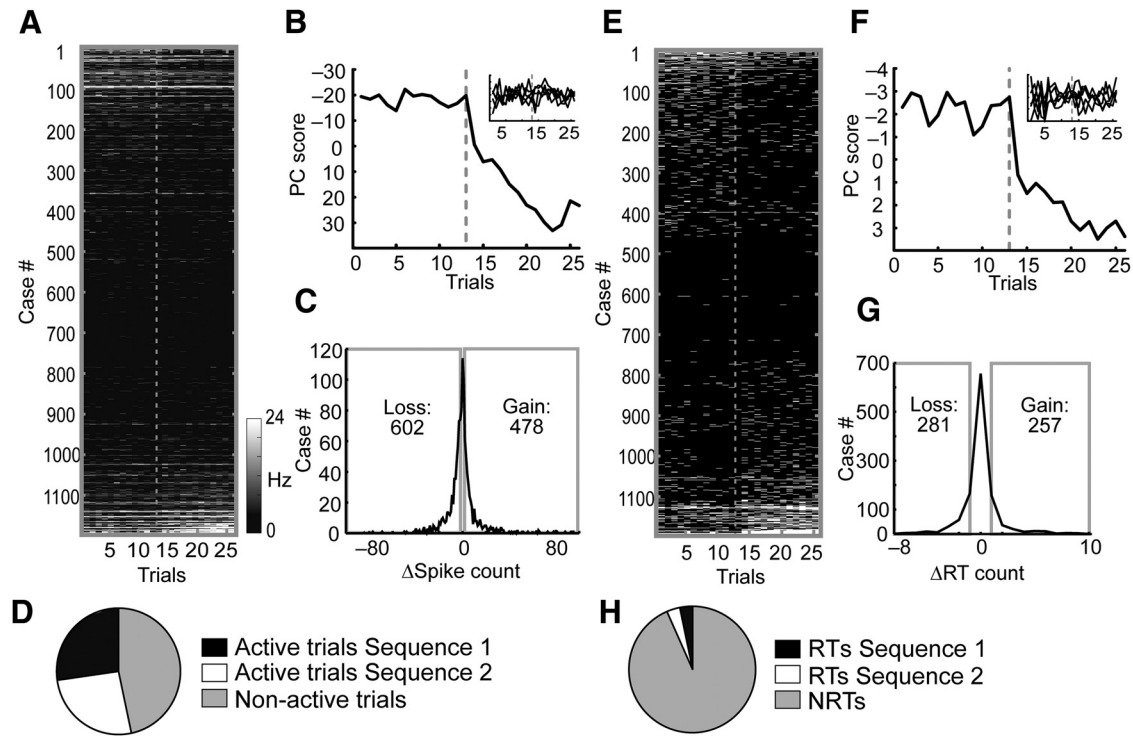 A
1
100
200
300
400
500
600
700
800
900
1000
1100
Case #
5 10 15 20 25
Trials
24
Hz
0
B
–30
–20
–10
0
10
20
30
PC score
0 5 10 15 20 25
Trials
5 15 25
C
120
100
80
60
40
20
0
Case #
Loss:
602
Gain:
478
–80 0 80
ΔSpike count
D
Active trials Sequence 1
Active trials Sequence 2
Non-active trials
E
1
100
200
300
400
500
600
700
800
900
1000
1100
Case #
5 10 15 20 25
Trials
F
–4
–3
–2
–1
0
1
2
3
PC score
0 5 10 15 20 25
Trials
5 15 25
G
700
500
300
100
0
Case #
Loss:
281
Gain:
257
–8 0 10
ΔRT count
H
RTs Sequence 1
RTs Sequence 2
NRTs